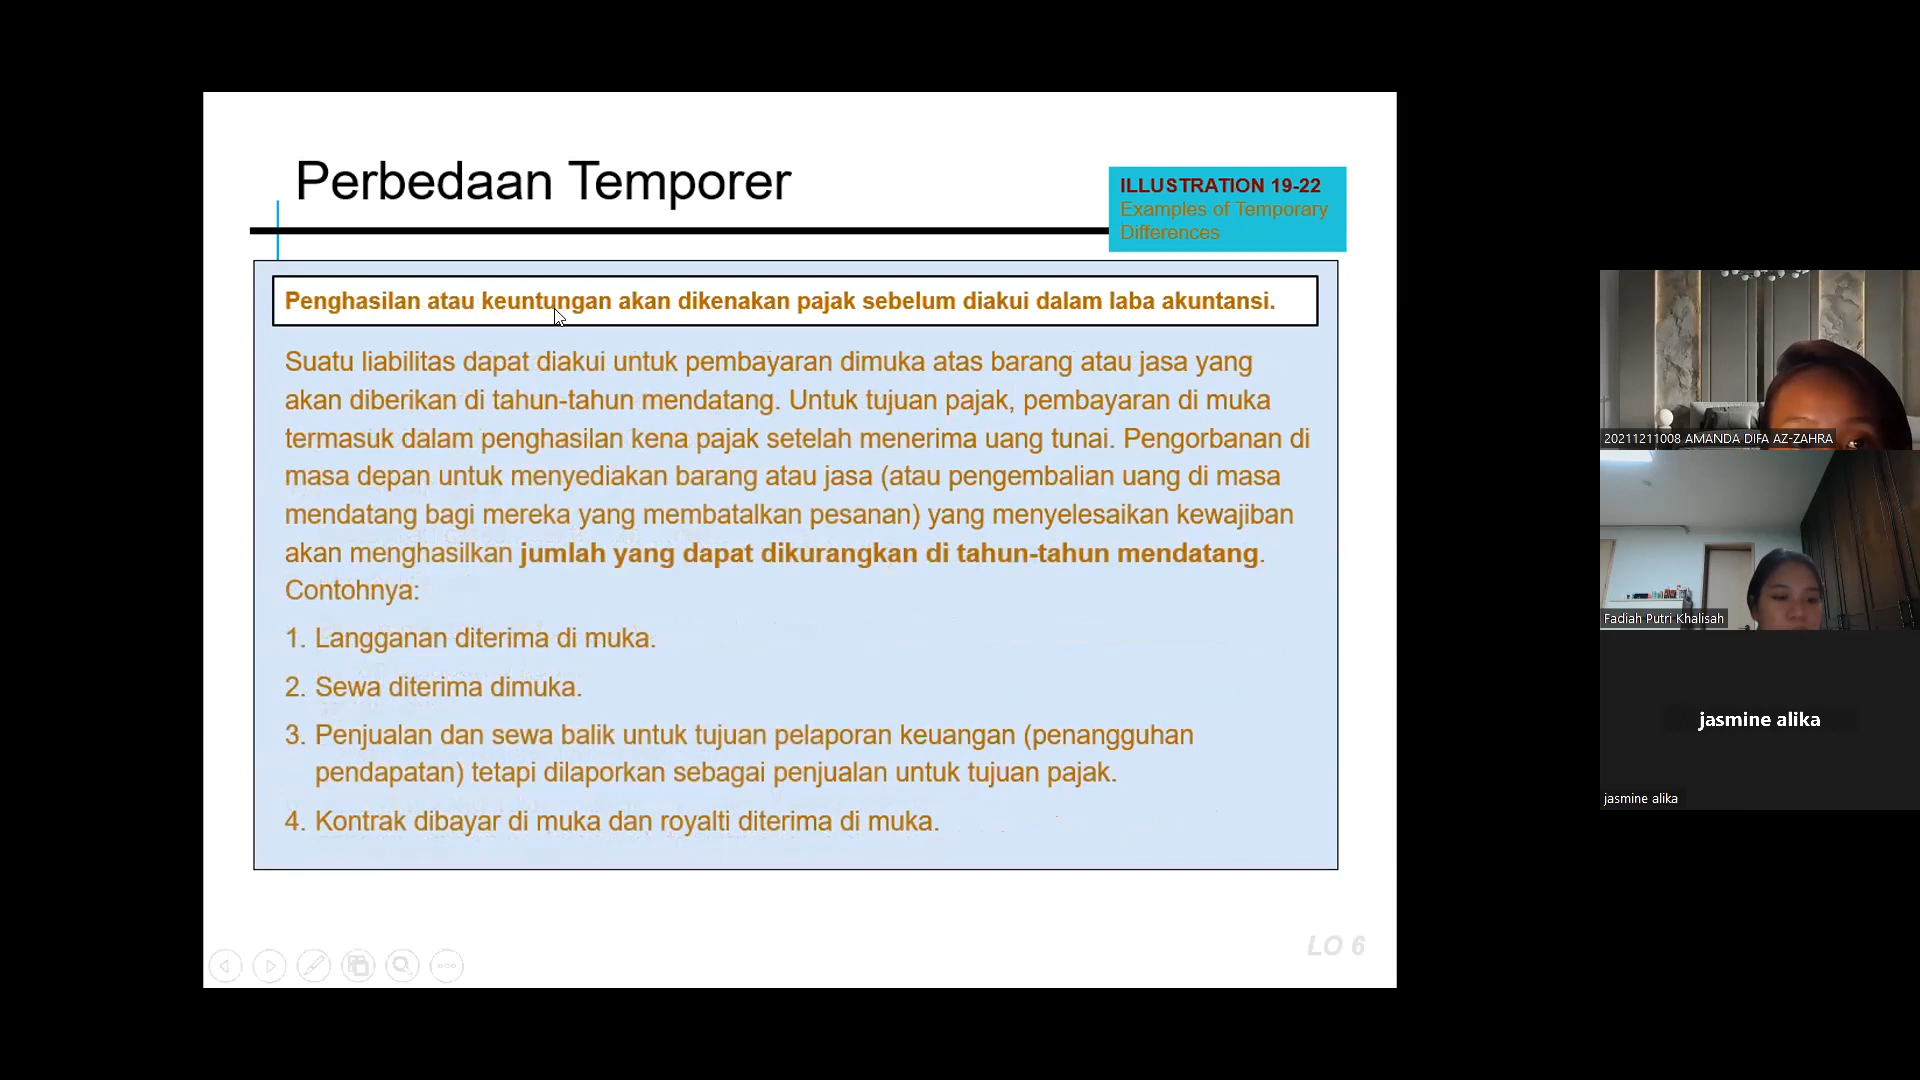 Perbedaan Temporer
ILLUSTRATION 19-22
Examples of Temporary
Differences
Penghasilan atau keuntungan akan dikenakan pajak sebelum diakui dalam laba akuntansi.
Suatu liabilitas dapat diakui untuk pembayaran dimuka atas barang atau jasa yang
akan diberikan di tahun-tahun mendatang. Untuk tujuan pajak, pembayaran di muka
termasuk dalam penghasilan kena pajak setelah menerima uang tunai. Pengorbanan di
masa depan untuk menyediakan barang atau jasa (atau pengembalian uang di masa
mendatang bagi mereka yang membatalkan pesanan) yang menyelesaikan kewajiban
akan menghasilkan jumlah yang dapat dikurangkan di tahun-tahun mendatang.
Contohnya:
1. Langganan diterima di muka.
2. Sewa diterima dimuka.
3. Penjualan dan sewa balik untuk tujuan pelaporan keuangan (penangguhan
pendapatan) tetapi dilaporkan sebagai penjualan untuk tujuan pajak.
4. Kontrak dibayar di muka dan royalti diterima di muka.
LO 6
20211211008 AMANDA DIFA AZ-ZAHRA
Fadiah Putri Khalisah
jasmine alika
jasmine alika